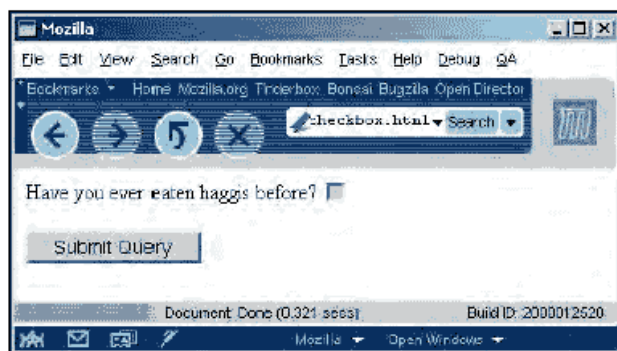 Mozilla
File Edit View Search Go Bookmarks Tasks Help Debug QA
Bookmarks Home Mozilla.org Tinderbox Bonsai Bugzilla Open Director
checkbox.html Search
Have you ever eaten haggis before?
Submit Query
Document: Done (0.321 secs) Build ID: 2000012520
Mozilla Open Windows